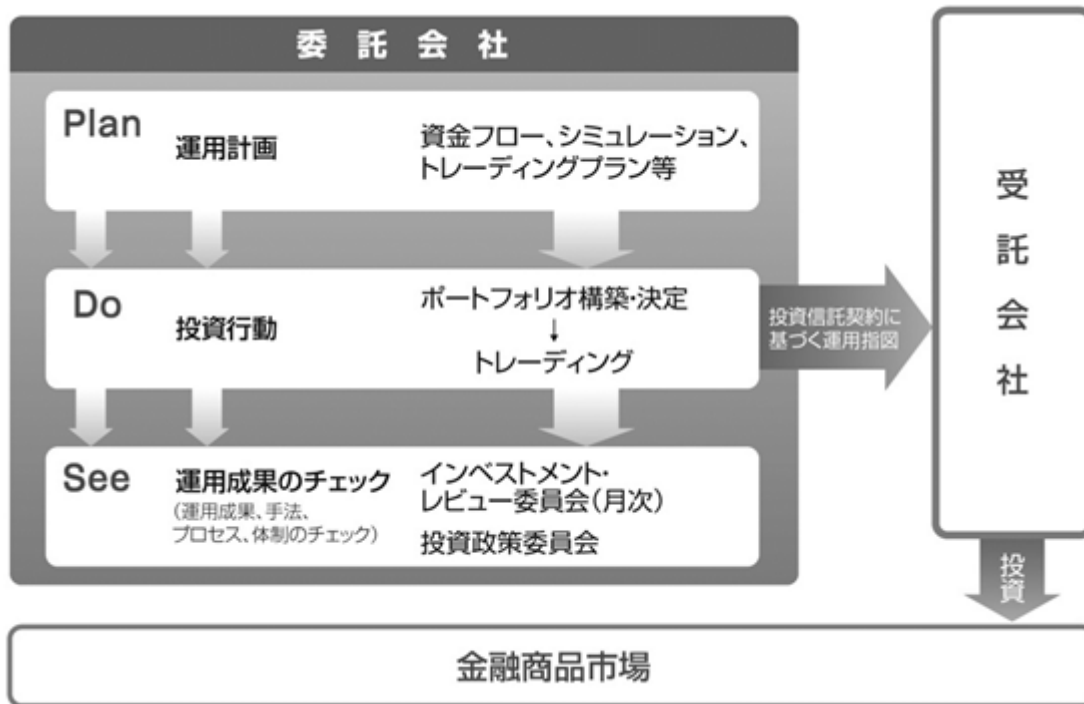 委託会社
Plan
運用計画
資金フロー、シミュレーション、
トレーディングプラン等
Do
投資行動
ポートフォリオ構築・決定
↓
トレーディング
投資信託契約に
基づく運用指図
See
運用成果のチェック
(運用成果、手法、
プロセス、体制のチェック)
インベストメント・
レビュー委員会(月次)
投資政策委員会
受託会社
投資
金融商品市場